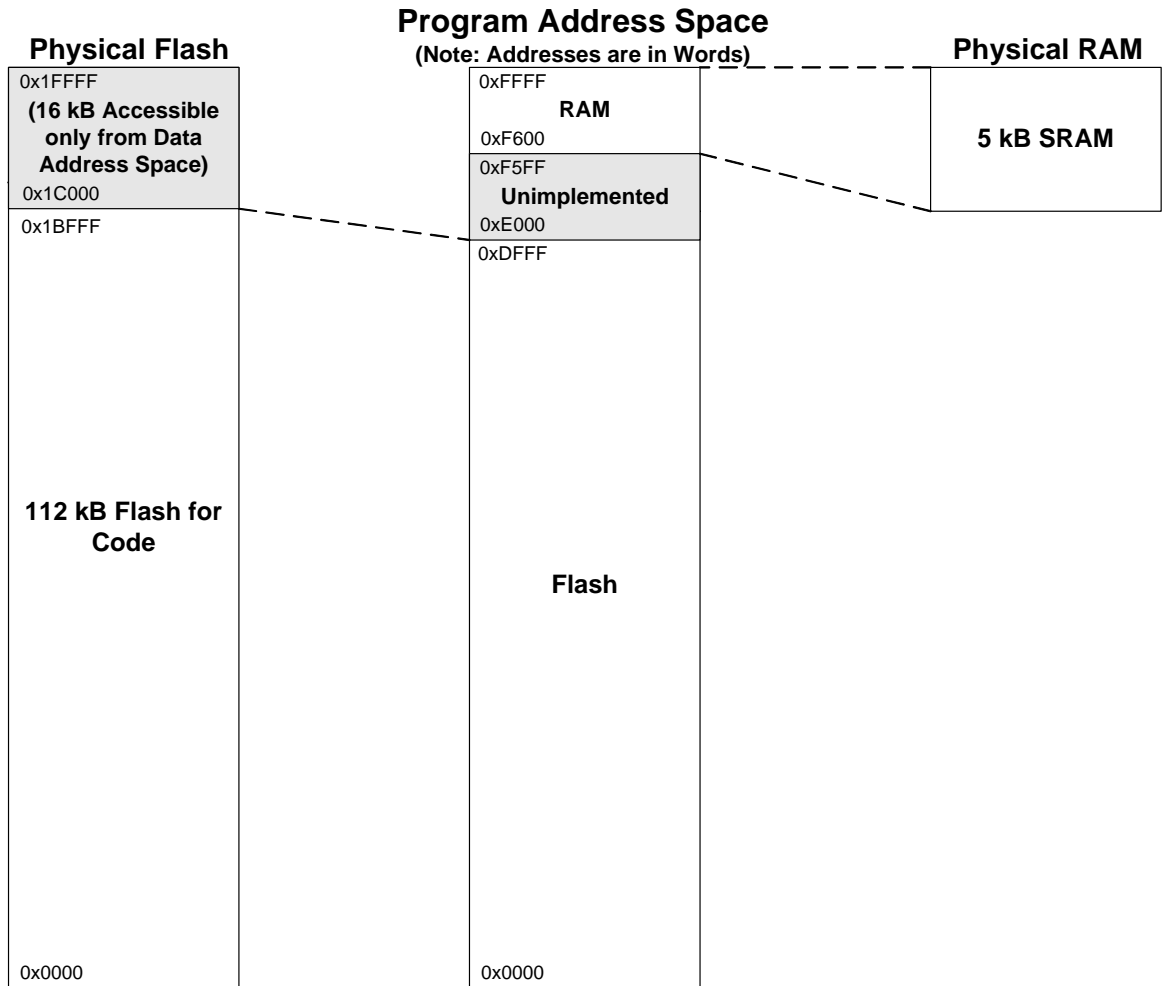 Program Address Space
(Note: Addresses are in Words)
Physical Flash
0x1FFFF
(16 kB Accessible
only from Data
Address Space)
0x1C000
0x1BFFF
112 kB Flash for
Code
0x0000
0xFFFF
RAM
0xF600
0xF5FF
Unimplemented
0xE000
0xDFFF
Flash
0x0000
Physical RAM
5 kB SRAM